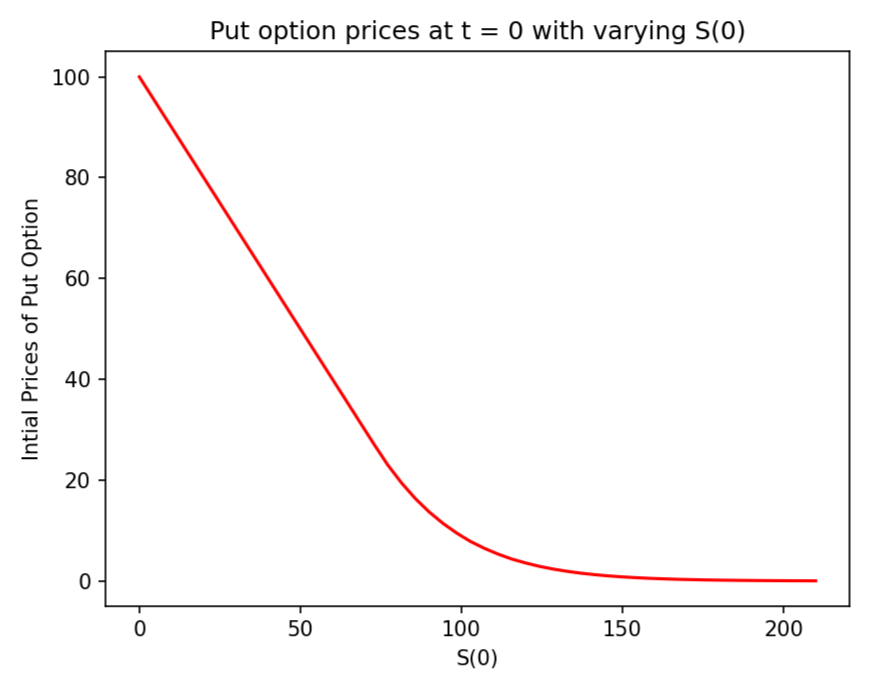 Put option prices at t = 0 with varying S(0)
Intial Prices of Put Option
100
80
60
40
20
0
0 50 100 150 200
S(0)